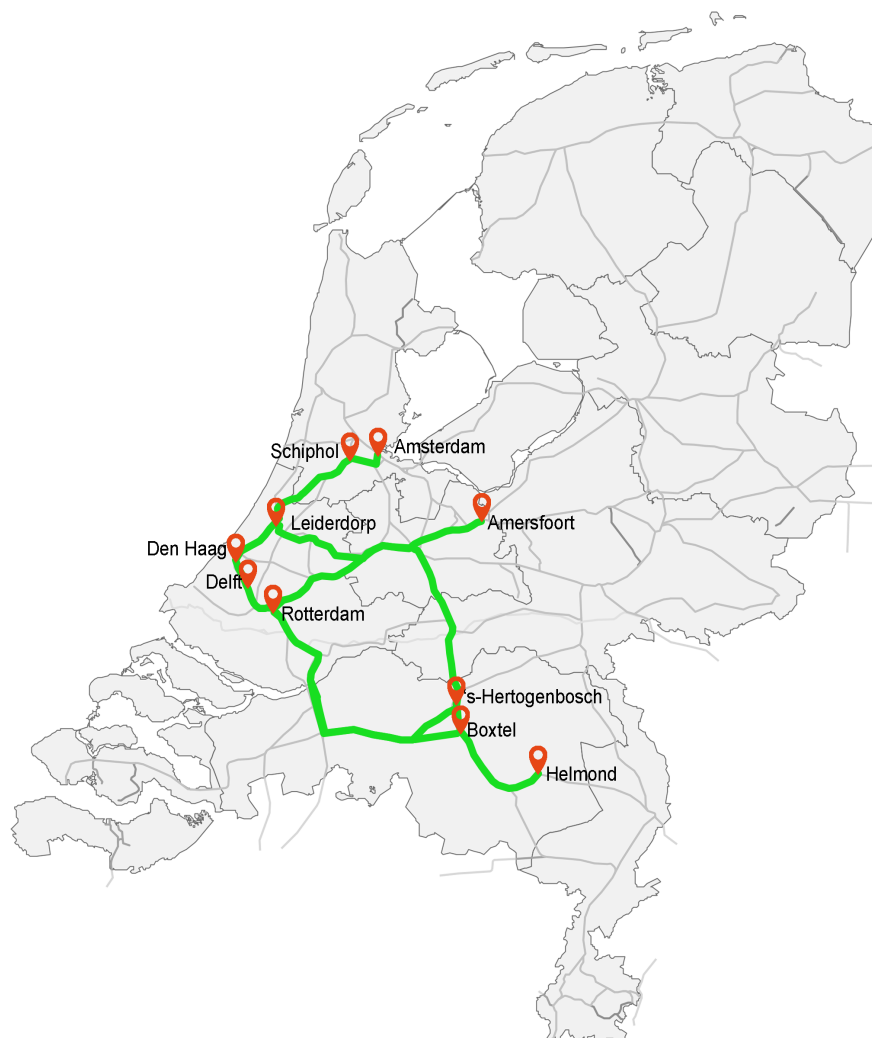 Amsterdam
Schiphol
Leiderdorp
Amersfoort
Den Haag
Delft
Rotterdam
's-Hertogenbosch
Boxtel
Helmond